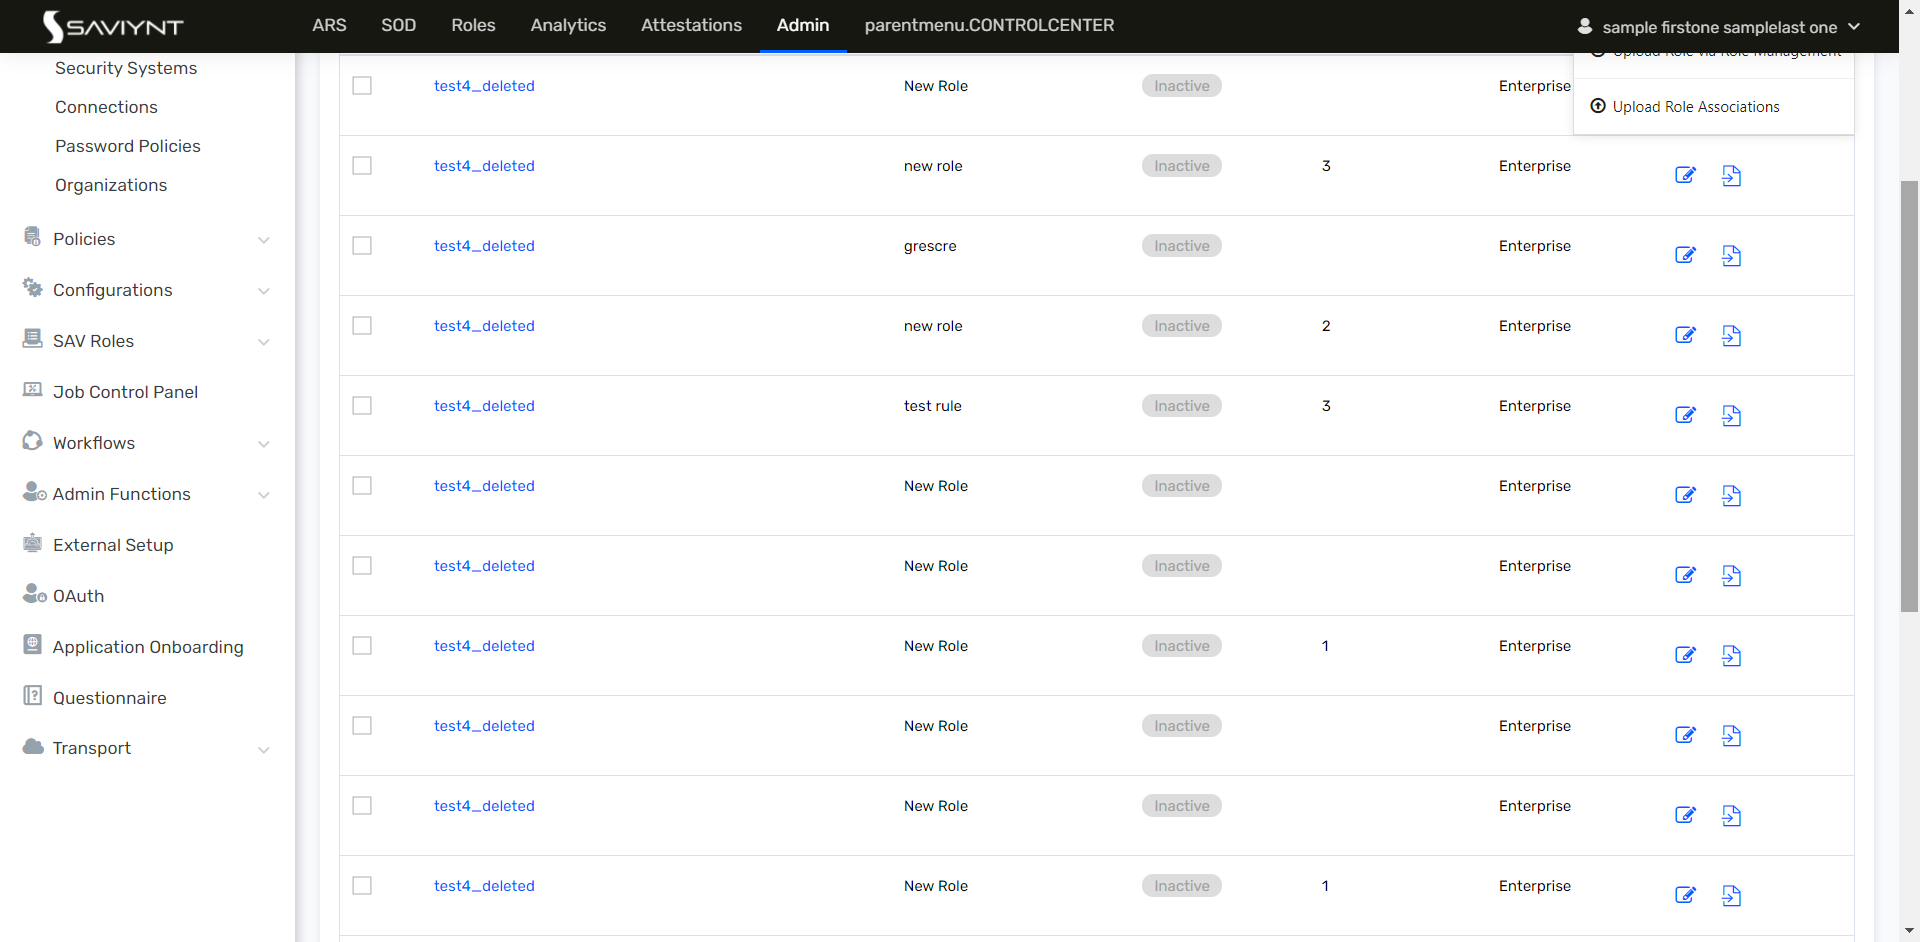 SAVIYNT
ARS SOD Roles Analytics Attestations Admin parentmenu.CONTROLCENTER sample firstone samplelast one
Security Systems
Connections
Password Policies
Organizations
Policies
Configurations
SAV Roles
Job Control Panel
Workflows
Admin Functions
External Setup
OAuth
Application Onboarding
Questionnaire
Transport
Upload Role via Role Management
Upload Role Associations
test4_deleted New Role Inactive Enterprise
test4_deleted new role Inactive 3 Enterprise
test4_deleted grescre Inactive Enterprise
test4_deleted new role Inactive 2 Enterprise
test4_deleted test rule Inactive 3 Enterprise
test4_deleted New Role Inactive Enterprise
test4_deleted New Role Inactive Enterprise
test4_deleted New Role Inactive 1 Enterprise
test4_deleted New Role Inactive Enterprise
test4_deleted New Role Inactive Enterprise
test4_deleted New Role Inactive 1 Enterprise